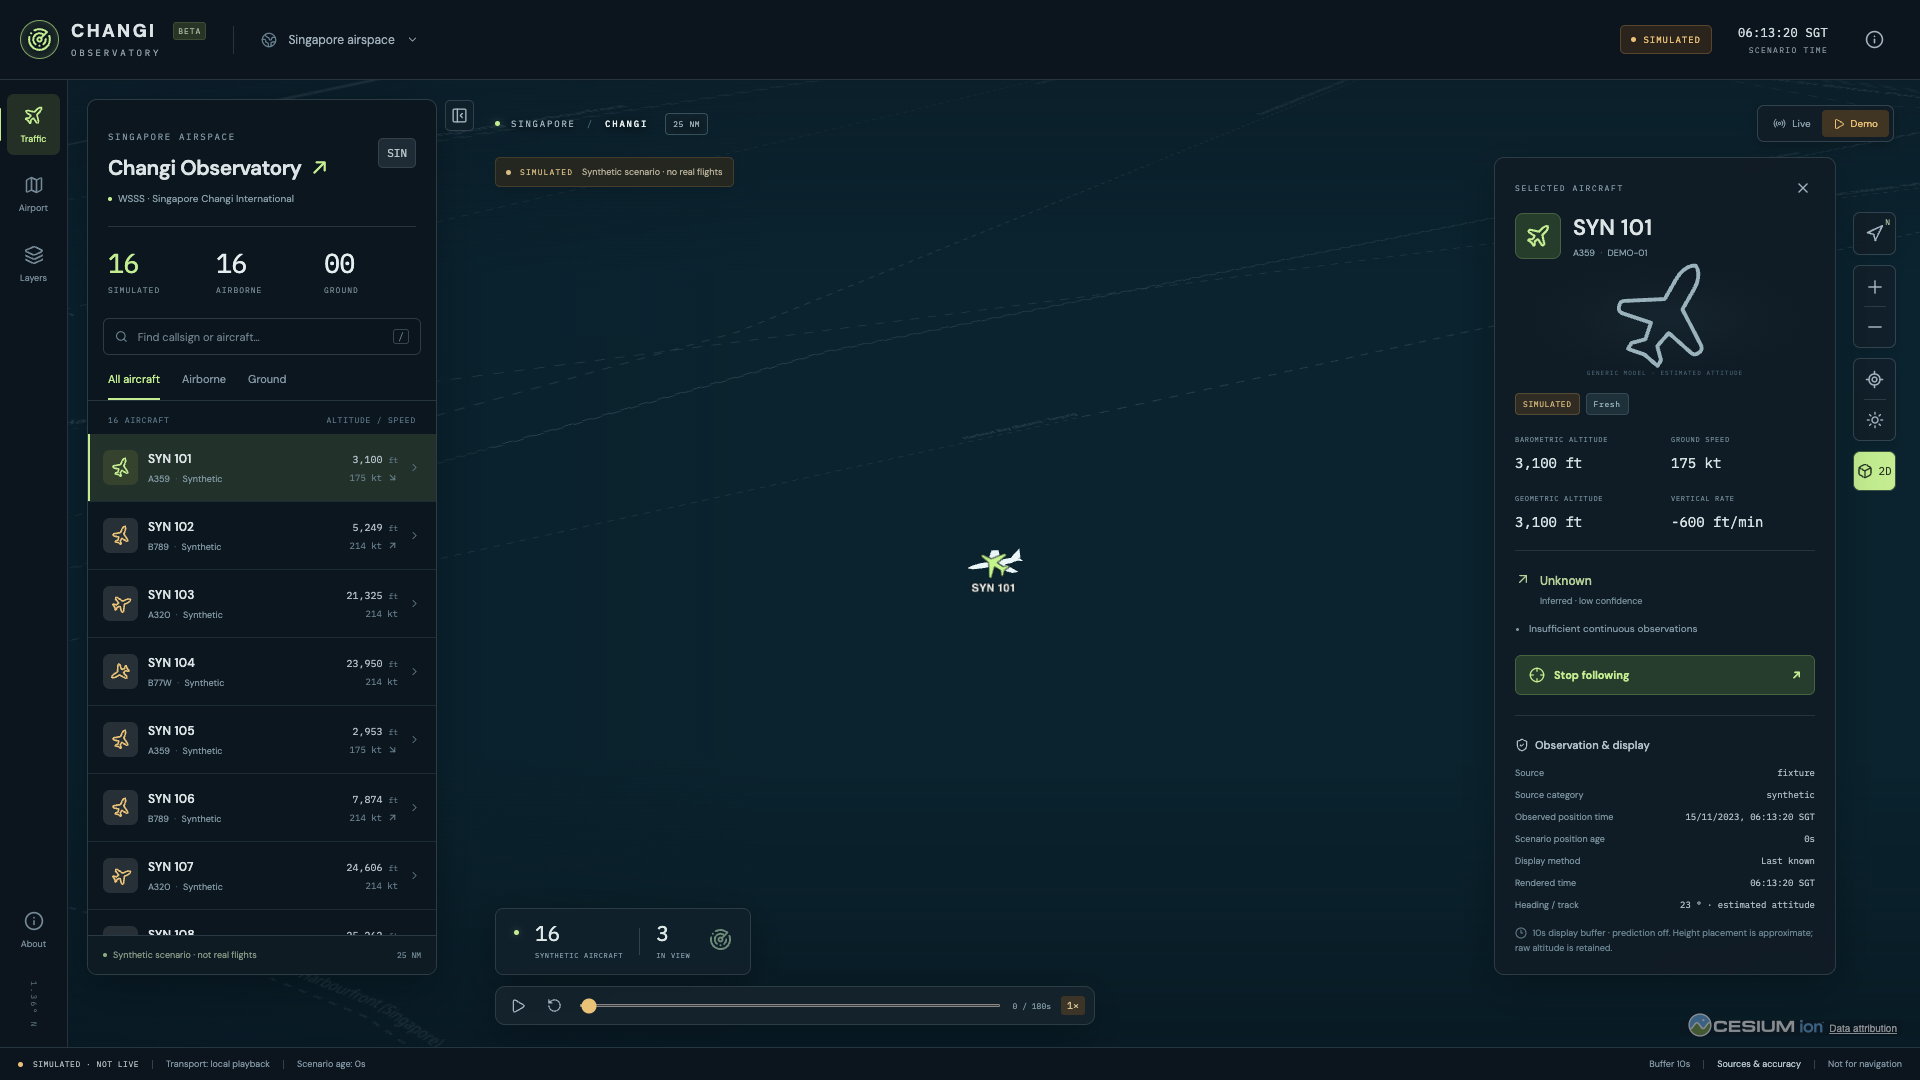 CHANGI BETA
OBSERVATORY
Singapore airspace
SIMULATED
06:13:20 SGT
SCENARIO TIME
Traffic
Airport
Layers
About
1.36° N
SINGAPORE AIRSPACE
Changi Observatory
SIN
WSSS · Singapore Changi International
16 16 00
SIMULATED AIRBORNE GROUND
Find callsign or aircraft... /
All aircraft Airborne Ground
16 AIRCRAFT ALTITUDE / SPEED
SYN 101 3,100 ft
A359 · Synthetic 175 kt
SYN 102 5,249 ft
B789 · Synthetic 214 kt
SYN 103 21,325 ft
A320 · Synthetic 214 kt
SYN 104 23,950 ft
B77W · Synthetic 214 kt
SYN 105 2,953 ft
A359 · Synthetic 175 kt
SYN 106 7,874 ft
B789 · Synthetic 214 kt
SYN 107 24,606 ft
A320 · Synthetic 214 kt
SYN 108 25,262 ft
Synthetic scenario · not real flights 25 NM
SINGAPORE / CHANGI 25 NM
SIMULATED Synthetic scenario · no real flights
SYN 101
16 3
SYNTHETIC AIRCRAFT IN VIEW
0 / 180s 1×
arbourfront (Singapore)
Live Demo
SELECTED AIRCRAFT
SYN 101
A359 · DEMO-01
GENERIC MODEL · ESTIMATED ATTITUDE
SIMULATED Fresh
BAROMETRIC ALTITUDE GROUND SPEED
3,100 ft 175 kt
GEOMETRIC ALTITUDE VERTICAL RATE
3,100 ft -600 ft/min
Unknown
Inferred · low confidence
Insufficient continuous observations
Stop following
Observation & display
Source fixture
Source category synthetic
Observed position time 15/11/2023, 06:13:20 SGT
Scenario position age 0s
Display method Last known
Rendered time 06:13:20 SGT
Heading / track 23 ° · estimated attitude
10s display buffer · prediction off. Height placement is approximate;
raw altitude is retained.
N
2D
CESIUM ion Data attribution
SIMULATED · NOT LIVE Transport: local playback Scenario age: 0s
Buffer 10s Sources & accuracy Not for navigation